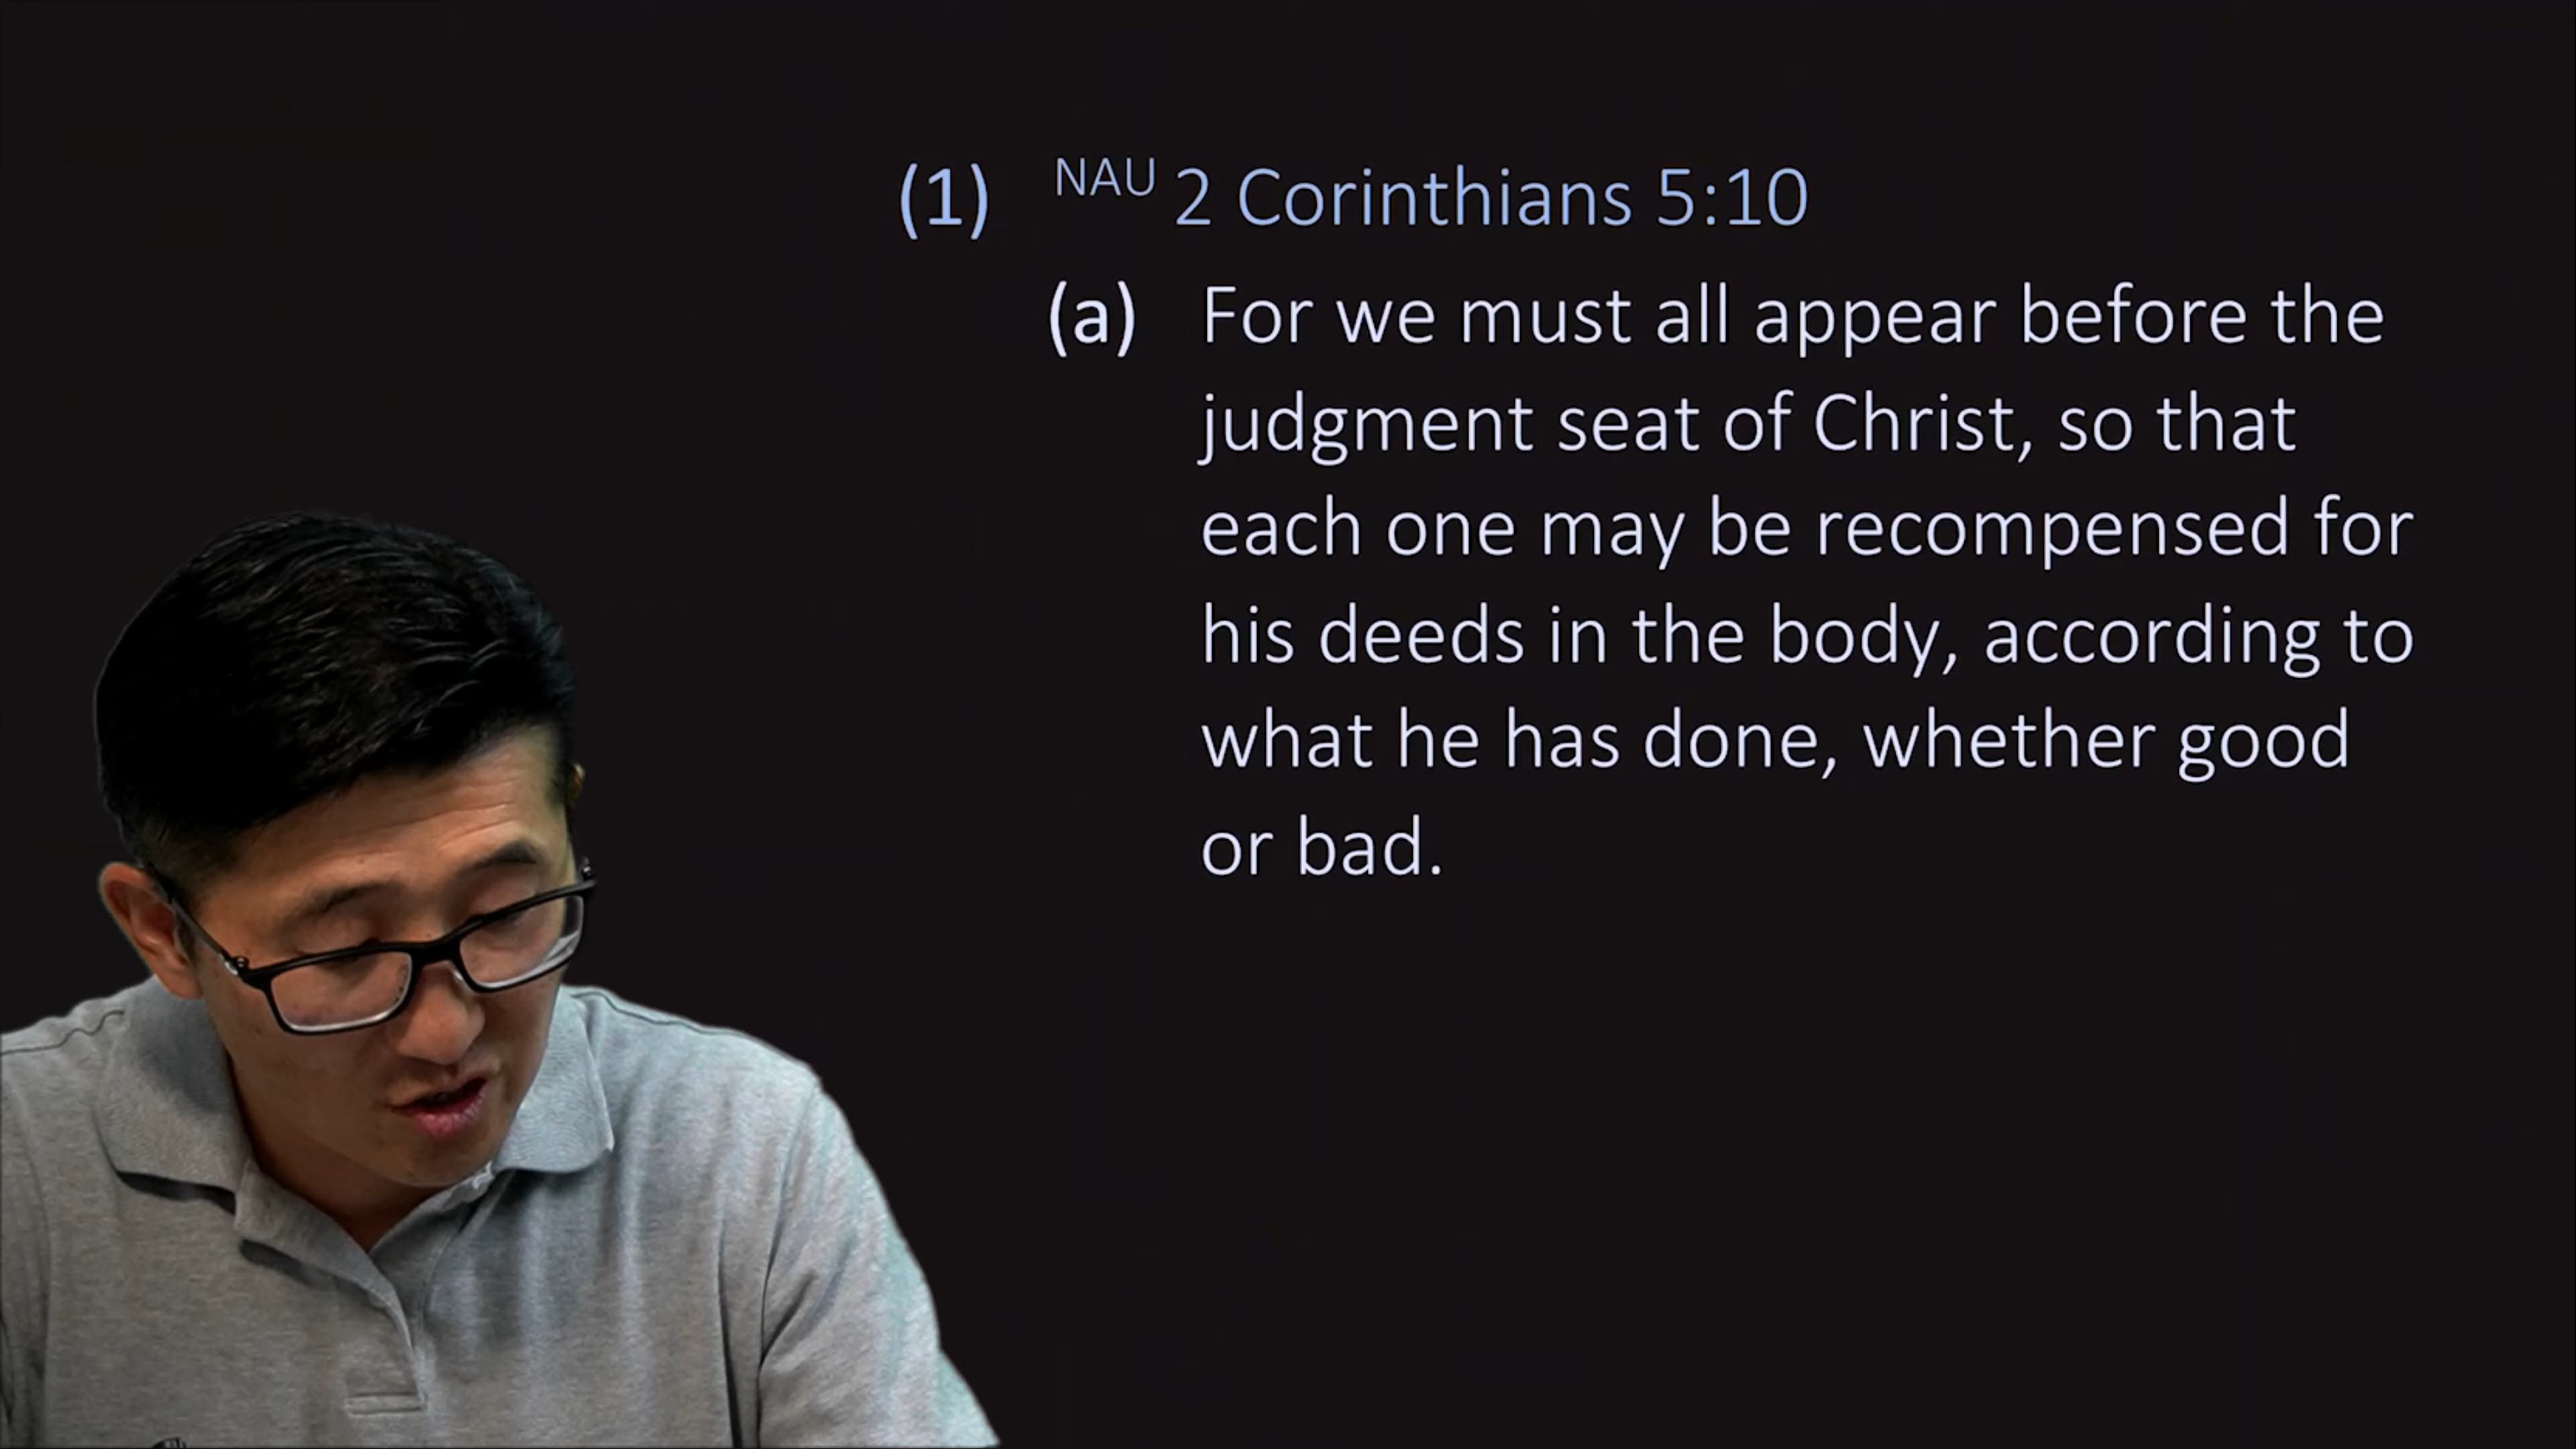 (1) NAU 2 Corinthians 5:10
(a) For we must all appear before the
judgment seat of Christ, so that
each one may be recompensed for
his deeds in the body, according to
what he has done, whether good
or bad.